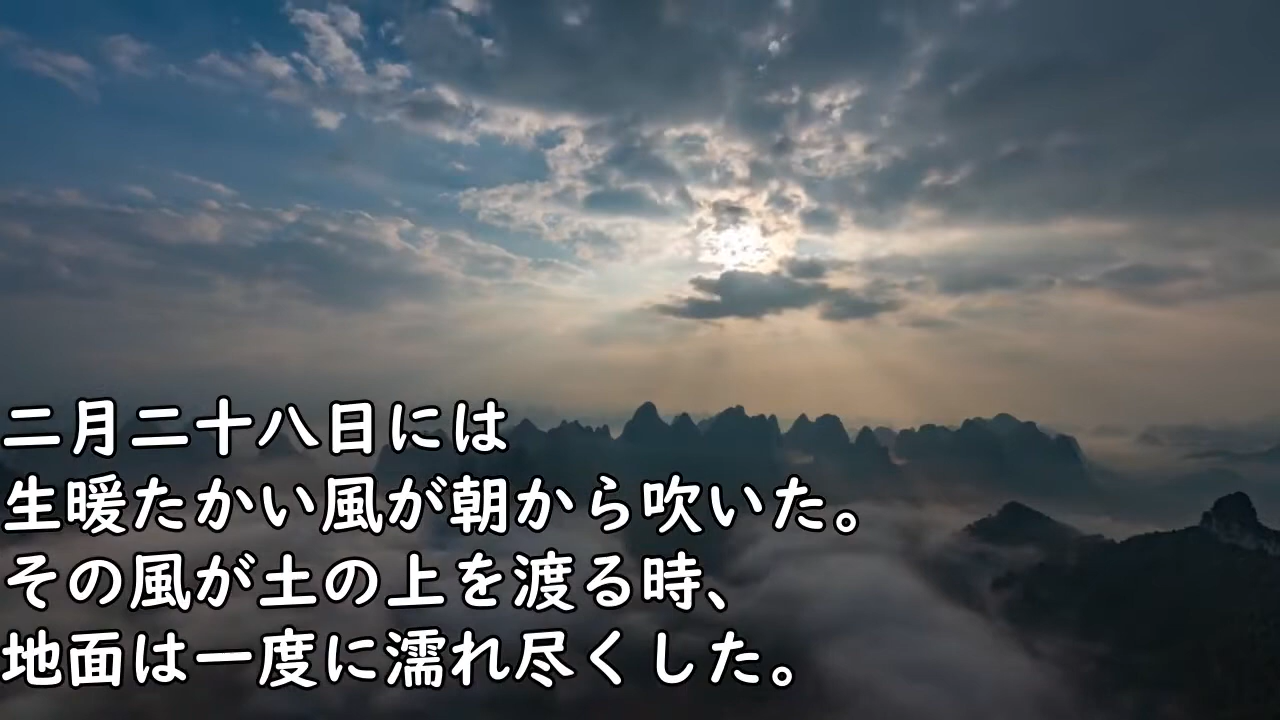 二月二十八日には
生暖たかい風が朝から吹いた。
その風が土の上を渡る時、
地面は一度に濡れ尽くした。